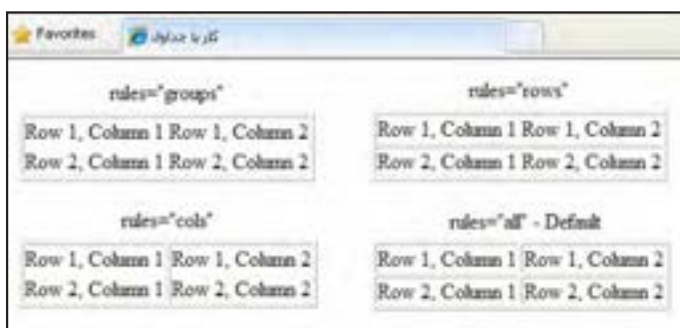 Favorites
کار با جداول
rules="groups"
Row 1, Column 1 Row 1, Column 2
Row 2, Column 1 Row 2, Column 2
rules="rows"
Row 1, Column 1 Row 1, Column 2
Row 2, Column 1 Row 2, Column 2
rules="cols"
Row 1, Column 1 Row 1, Column 2
Row 2, Column 1 Row 2, Column 2
rules="all" - Default
Row 1, Column 1 Row 1, Column 2
Row 2, Column 1 Row 2, Column 2